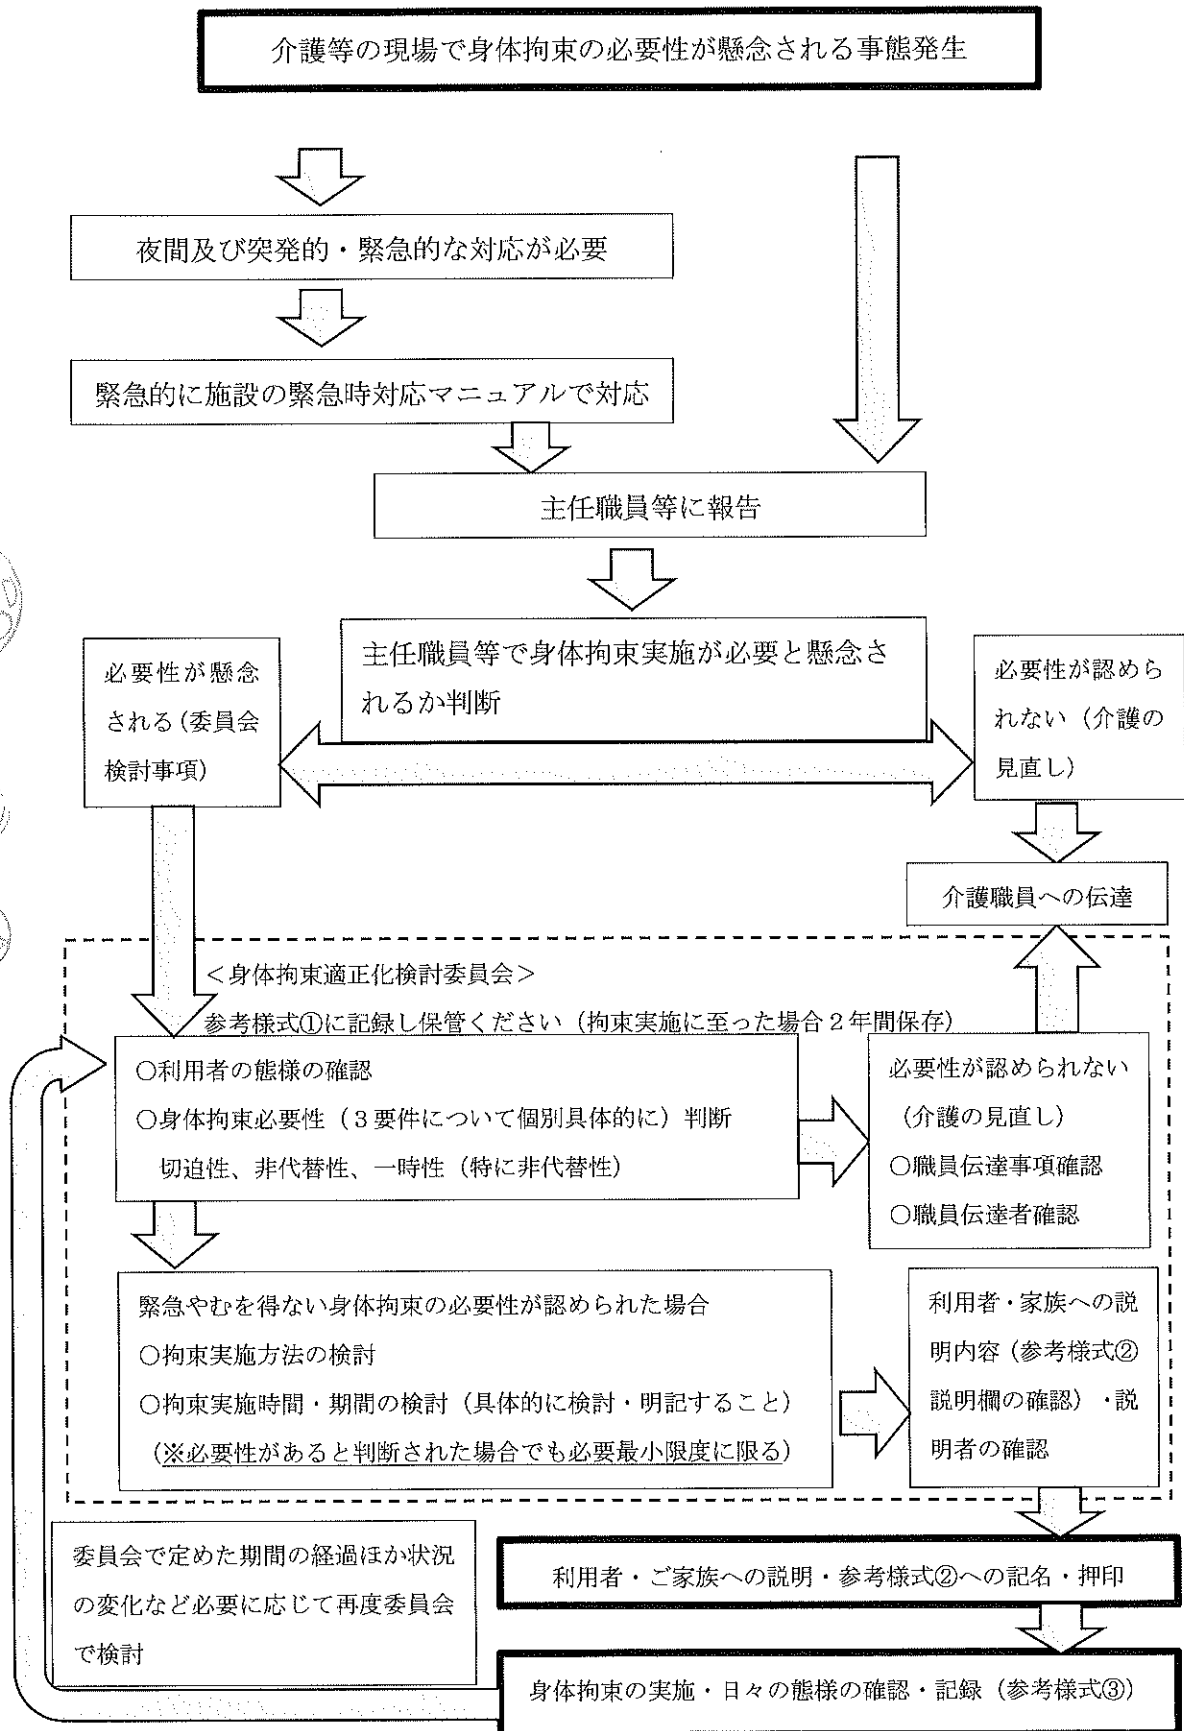 介護等の現場で身体拘束の必要性が懸念される事態発生
夜間及び突発的・緊急的な対応が必要
緊急的に施設の緊急時対応マニュアルで対応
主任職員等に報告
主任職員等で身体拘束実施が必要と懸念さ
れるか判断
必要性が懸念
される（委員会
検討事項）
必要性が認めら
れない（介護の
見直し）
介護職員への伝達
＜身体拘束適正化検討委員会＞
参考様式①に記録し保管ください（拘束実施に至った場合２年間保存）
○利用者の態様の確認
○身体拘束必要性（３要件について個別具体的に）判断
切迫性、非代替性、一時性（特に非代替性）
必要性が認められない
（介護の見直し）
○職員伝達事項確認
○職員伝達者確認
緊急やむを得ない身体拘束の必要性が認められた場合
○拘束実施方法の検討
○拘束実施時間・期間の検討（具体的に検討・明記すること）
（※必要性があると判断された場合でも必要最小限度に限る）
利用者・家族への説
明内容（参考様式②
説明欄の確認）・説
明者の確認
委員会で定めた期間の経過ほか状況
の変化など必要に応じて再度委員会
で検討
利用者・ご家族への説明・参考様式②への記名・押印
身体拘束の実施・日々の態様の確認・記録（参考様式③）